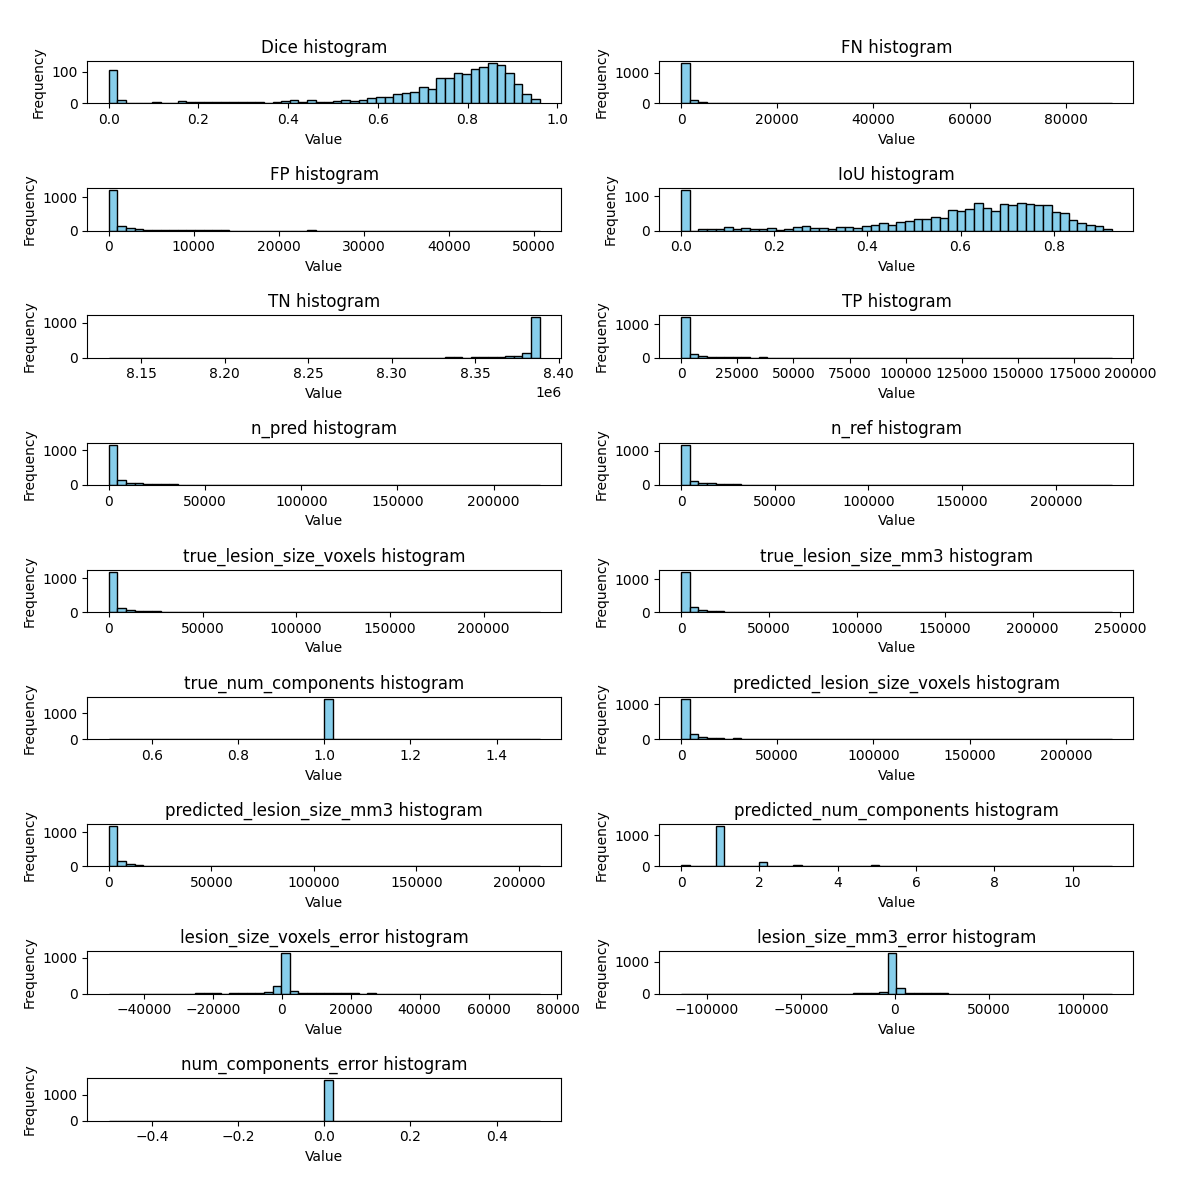 Dice histogram
Frequency
100
0
0.0 0.2 0.4 0.6 0.8 1.0
Value
FN histogram
Frequency
1000
0
0 20000 40000 60000 80000
Value
FP histogram
Frequency
1000
0
0 10000 20000 30000 40000 50000
Value
IoU histogram
Frequency
100
0
0.0 0.2 0.4 0.6 0.8
Value
TN histogram
Frequency
1000
0
8.15 8.20 8.25 8.30 8.35 8.40
1e6
Value
TP histogram
Frequency
1000
0
0 25000 50000 75000 100000 125000 150000 175000 200000
Value
n_pred histogram
Frequency
1000
0
0 50000 100000 150000 200000
Value
n_ref histogram
Frequency
1000
0
0 50000 100000 150000 200000
Value
true_lesion_size_voxels histogram
Frequency
1000
0
0 50000 100000 150000 200000
Value
true_lesion_size_mm3 histogram
Frequency
1000
0
0 50000 100000 150000 200000 250000
Value
true_num_components histogram
Frequency
1000
0
0.6 0.8 1.0 1.2 1.4
Value
predicted_lesion_size_voxels histogram
Frequency
1000
0
0 50000 100000 150000 200000
Value
predicted_lesion_size_mm3 histogram
Frequency
1000
0
0 50000 100000 150000 200000
Value
predicted_num_components histogram
Frequency
1000
0
0 2 4 6 8 10
Value
lesion_size_voxels_error histogram
Frequency
1000
0
−40000 −20000 0 20000 40000 60000 80000
Value
lesion_size_mm3_error histogram
Frequency
1000
0
−100000 −50000 0 50000 100000
Value
num_components_error histogram
Frequency
1000
0
−0.4 −0.2 0.0 0.2 0.4
Value